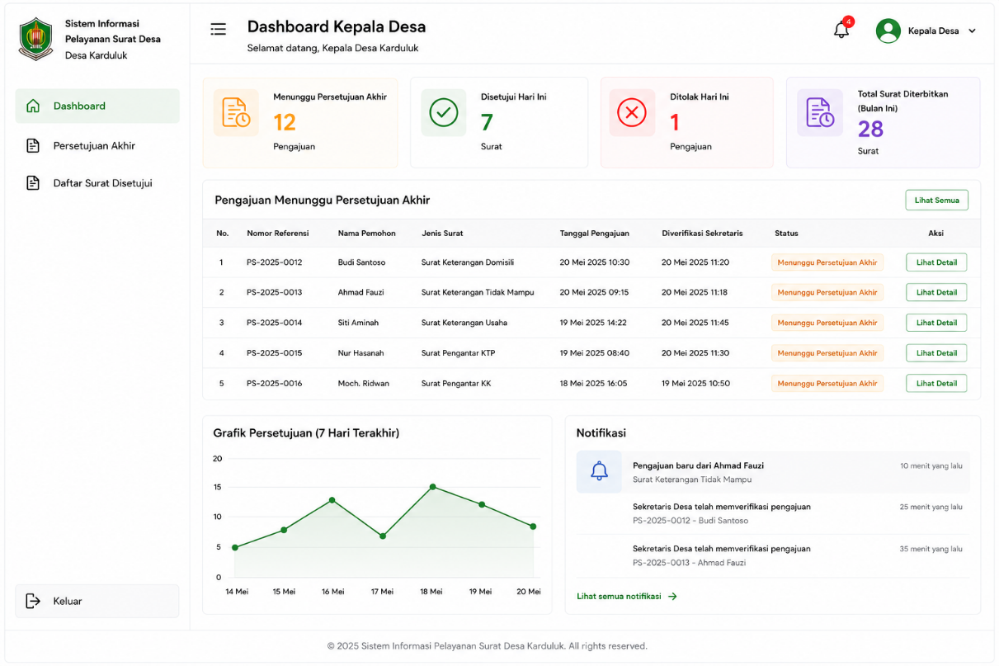 Sistem Informasi
Pelayanan Surat Desa
Desa Karduluk
Dashboard
Persetujuan Akhir
Daftar Surat Disetujui
Keluar
Dashboard Kepala Desa
Selamat datang, Kepala Desa Karduluk
4
Kepala Desa
Menunggu Persetujuan Akhir
12
Pengajuan
Disetujui Hari Ini
7
Surat
Ditolak Hari Ini
1
Pengajuan
Total Surat Diterbitkan
(Bulan Ini)
28
Surat
Pengajuan Menunggu Persetujuan Akhir
Lihat Semua
No. Nomor Referensi Nama Pemohon Jenis Surat Tanggal Pengajuan Diverifikasi Sekretaris Status Aksi
1 PS-2025-0012 Budi Santoso Surat Keterangan Domisili 20 Mei 2025 10:30 20 Mei 2025 11:20 Menunggu Persetujuan Akhir Lihat Detail
2 PS-2025-0013 Ahmad Fauzi Surat Keterangan Tidak Mampu 20 Mei 2025 09:15 20 Mei 2025 11:18 Menunggu Persetujuan Akhir Lihat Detail
3 PS-2025-0014 Siti Aminah Surat Keterangan Usaha 19 Mei 2025 14:22 20 Mei 2025 11:45 Menunggu Persetujuan Akhir Lihat Detail
4 PS-2025-0015 Nur Hasanah Surat Pengantar KTP 19 Mei 2025 08:40 20 Mei 2025 11:30 Menunggu Persetujuan Akhir Lihat Detail
5 PS-2025-0016 Moch. Ridwan Surat Pengantar KK 18 Mei 2025 16:05 19 Mei 2025 10:50 Menunggu Persetujuan Akhir Lihat Detail
Grafik Persetujuan (7 Hari Terakhir)
20
15
10
5
0
14 Mei 15 Mei 16 Mei 17 Mei 18 Mei 19 Mei 20 Mei
Notifikasi
Pengajuan baru dari Ahmad Fauzi 10 menit yang lalu
Surat Keterangan Tidak Mampu
Sekretaris Desa telah memverifikasi pengajuan 25 menit yang lalu
PS-2025-0012 - Budi Santoso
Sekretaris Desa telah memverifikasi pengajuan 35 menit yang lalu
PS-2025-0013 - Ahmad Fauzi
Lihat semua notifikasi →
© 2025 Sistem Informasi Pelayanan Surat Desa Karduluk. All rights reserved.